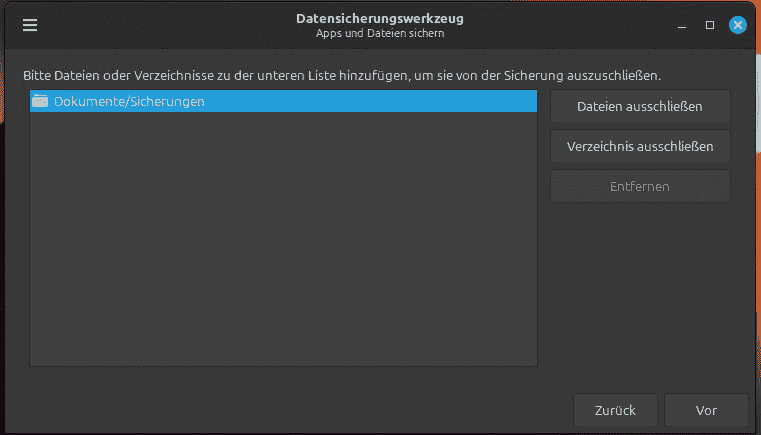 Datensicherungswerkzeug
Apps und Dateien sichern
Bitte Dateien oder Verzeichnisse zu der unteren Liste hinzufügen, um sie von der Sicherung auszuschließen.
Dokumente/Sicherungen
Dateien ausschließen
Verzeichnis ausschließen
Entfernen
Zurück
Vor